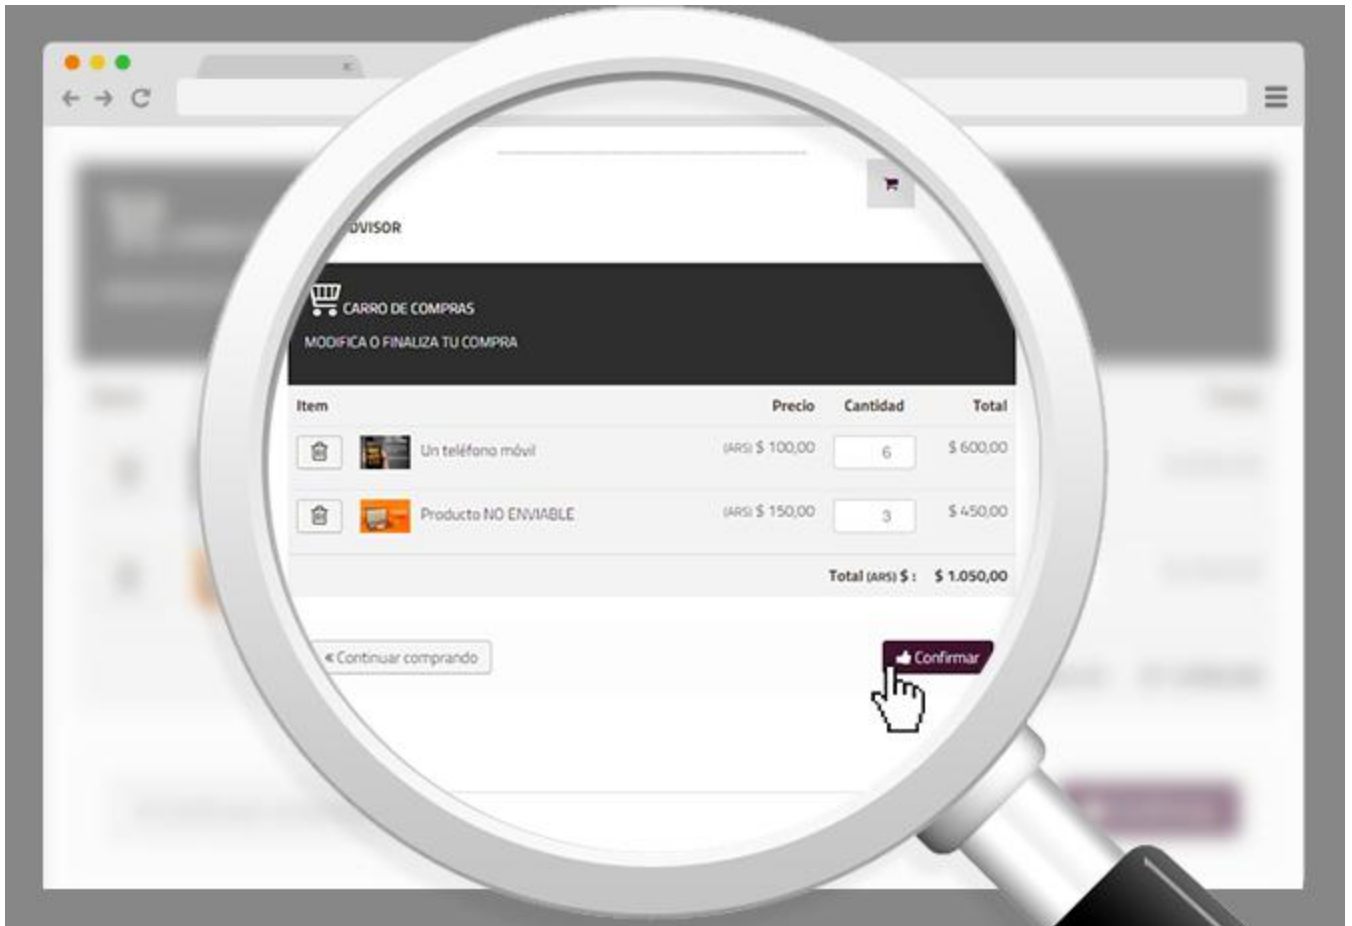 DVISOR
CARRO DE COMPRAS
MODIFICA O FINALIZA TU COMPRA
Item Precio Cantidad Total
Un teléfono móvil (ARS) $ 100,00 6 $ 600,00
Producto NO ENVIABLE (ARS) $ 150,00 3 $ 450,00
Total (ARS) $ : $ 1.050,00
« Continuar comprando Confirmar